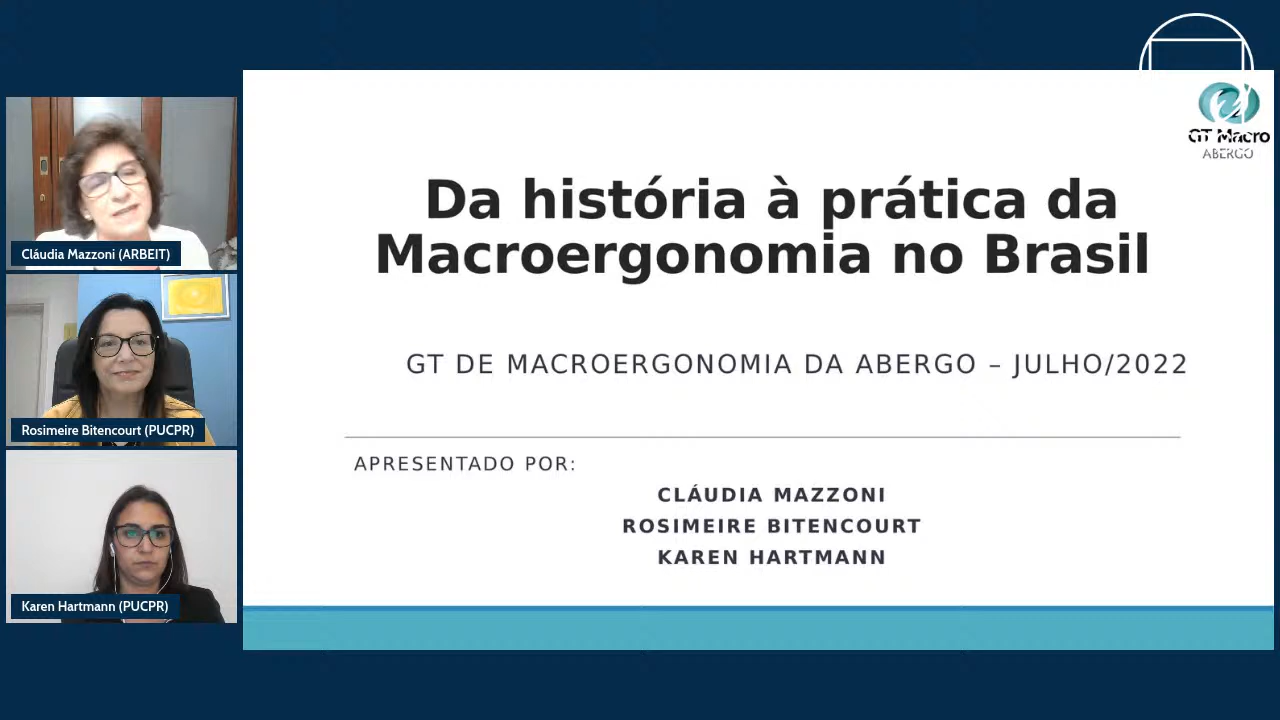 GT Macro
ABERGO
Da história à prática da
Macroergonomia no Brasil
GT DE MACROERGONOMIA DA ABERGO – JULHO/2022
APRESENTADO POR:
CLÁUDIA MAZZONI
ROSIMEIRE BITENCOURT
KAREN HARTMANN
Cláudia Mazzoni (ARBEIT)
Rosimeire Bitencourt (PUCPR)
Karen Hartmann (PUCPR)